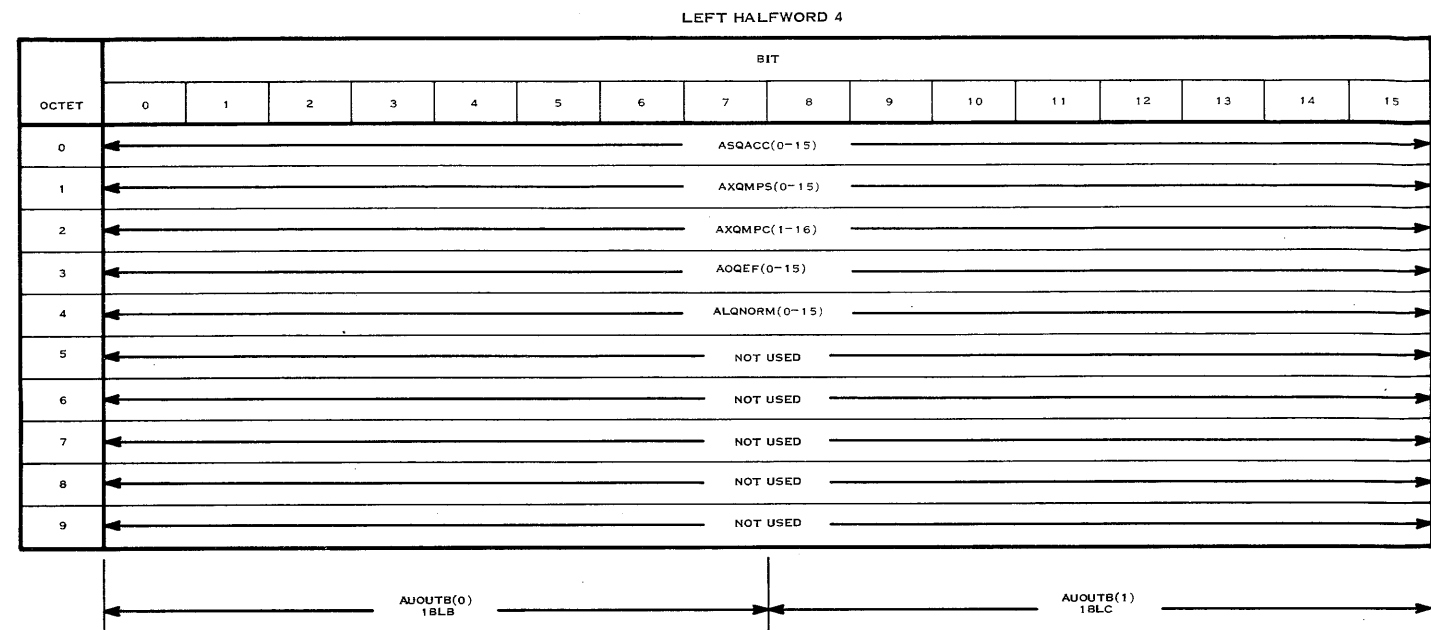 LEFT HALFWORD 4
BIT
OCTET 0 1 2 3 4 5 6 7 8 9 10 11 12 13 14 15
0 ASQACC(0-15)
1 AXQMPS(0-15)
2 AXQMPC(1-16)
3 AOQEF(0-15)
4 ALQNORM(0-15)
5 NOT USED
6 NOT USED
7 NOT USED
8 NOT USED
9 NOT USED
AUOUTB(0) AUOUTB(1)
1BLB 1BLC